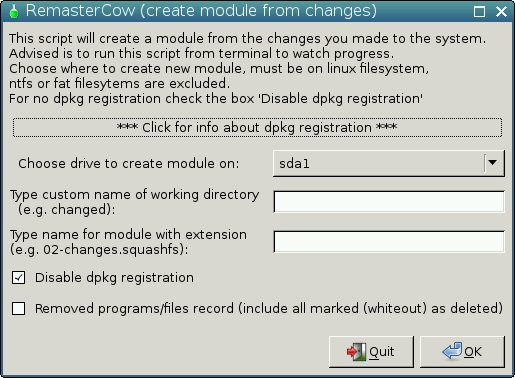 RemasterCow (create module from changes)
This script will create a module from the changes you made to the system.
Advised is to run this script from terminal to watch progress.
Choose where to create new module, must be on linux filesystem,
ntfs or fat filesytems are excluded.
For no dpkg registration check the box 'Disable dpkg registration'
*** Click for info about dpkg registration ***
Choose drive to create module on:
sda1
Type custom name of working directory
(e.g. changed):
Type name for module with extension
(e.g. 02-changes.squashfs):
Disable dpkg registration
Removed programs/files record (include all marked (whiteout) as deleted)
Quit
OK